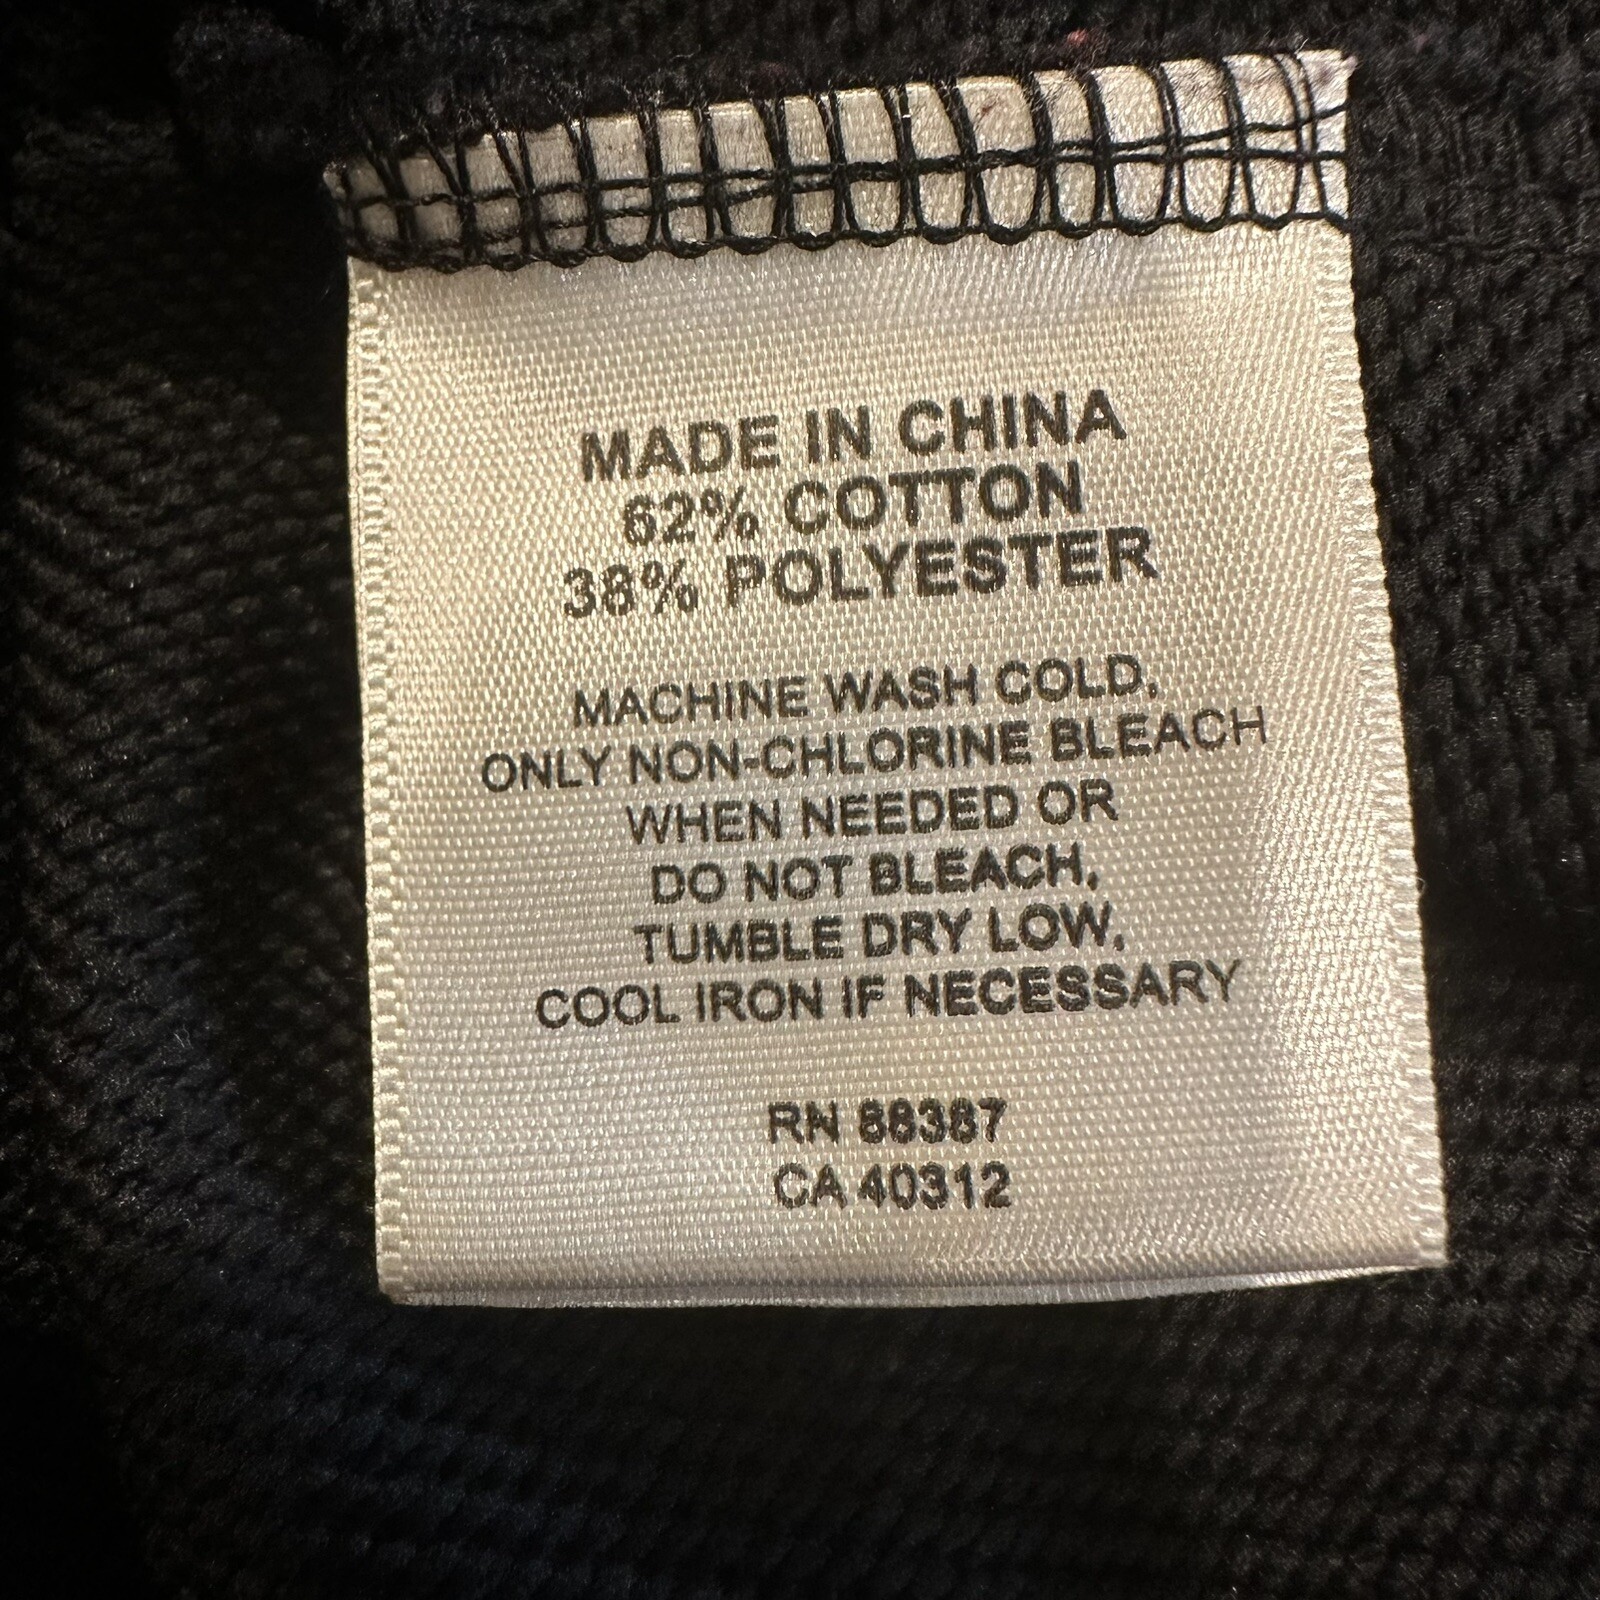 MADE IN CHINA
62% COTTON
38% POLYESTER
MACHINE WASH COLD,
ONLY NON-CHLORINE BLEACH
WHEN NEEDED OR
DO NOT BLEACH,
TUMBLE DRY LOW,
COOL IRON IF NECESSARY
RN 88387
CA 40312